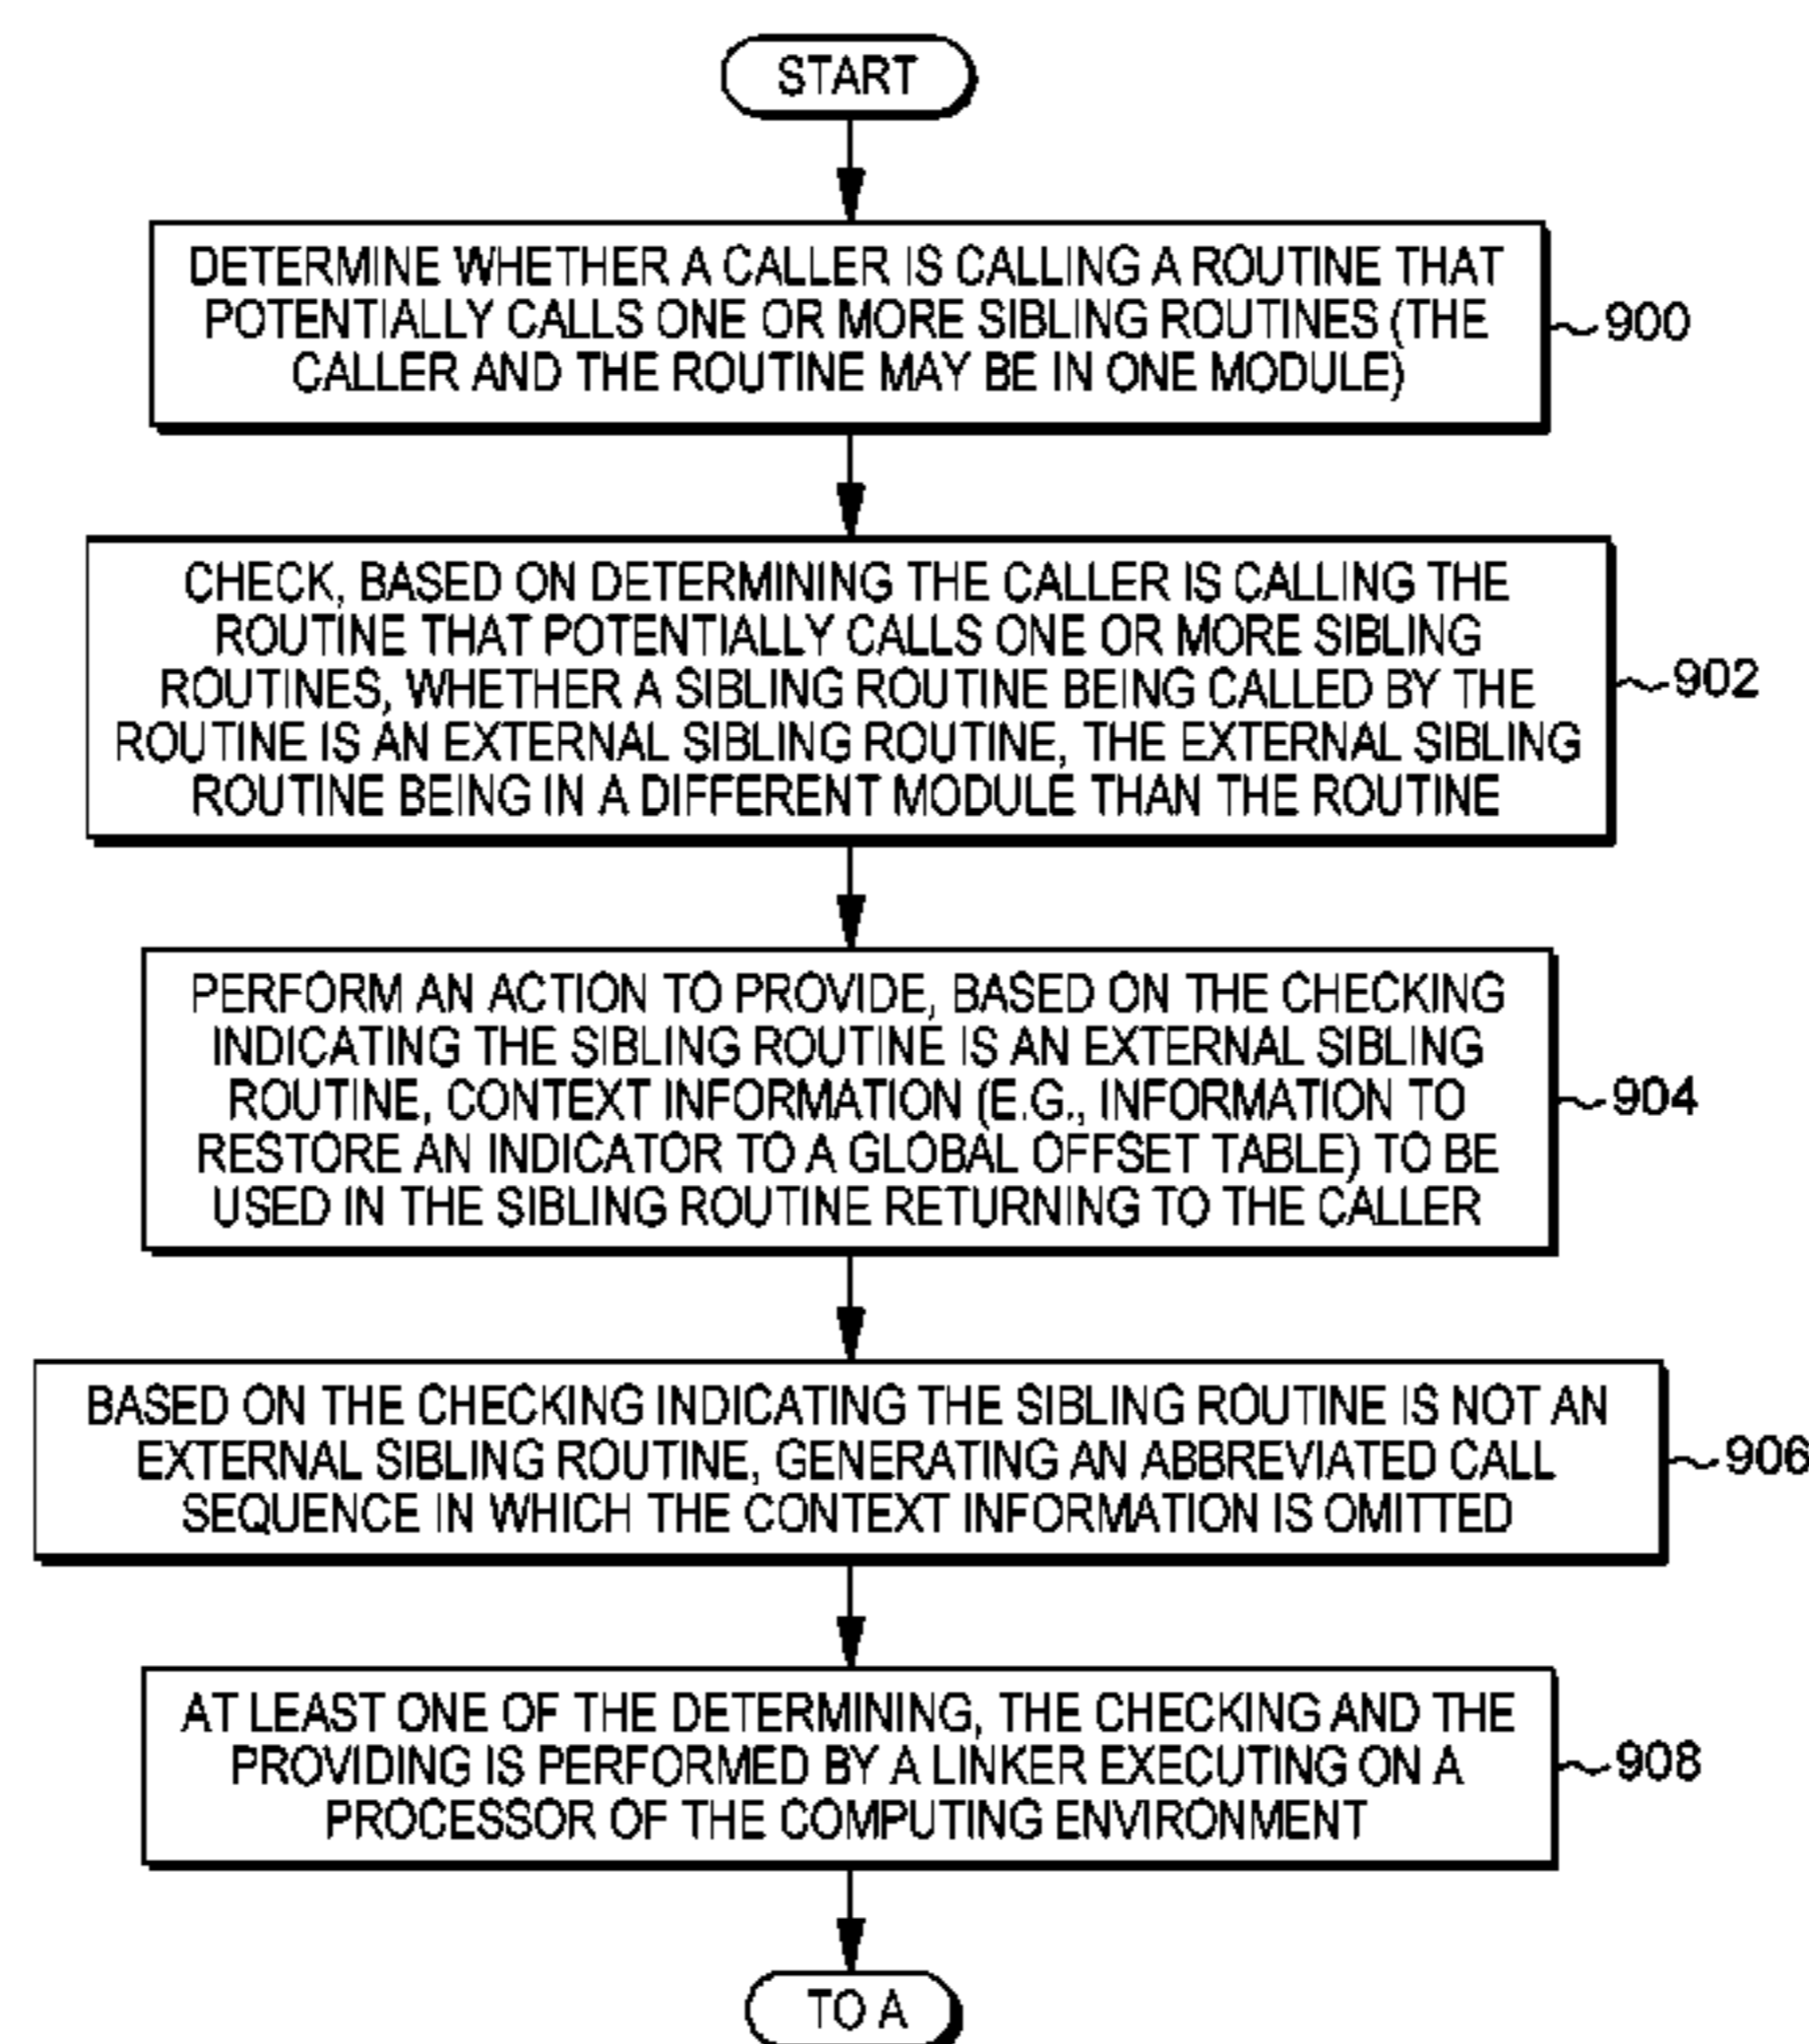 START
DETERMINE WHETHER A CALLER IS CALLING A ROUTINE THAT
POTENTIALLY CALLS ONE OR MORE SIBLING ROUTINES (THE
CALLER AND THE ROUTINE MAY BE IN ONE MODULE)
900
CHECK, BASED ON DETERMINING THE CALLER IS CALLING THE
ROUTINE THAT POTENTIALLY CALLS ONE OR MORE SIBLING
ROUTINES, WHETHER A SIBLING ROUTINE BEING CALLED BY THE
ROUTINE IS AN EXTERNAL SIBLING ROUTINE, THE EXTERNAL SIBLING
ROUTINE BEING IN A DIFFERENT MODULE THAN THE ROUTINE
902
PERFORM AN ACTION TO PROVIDE, BASED ON THE CHECKING
INDICATING THE SIBLING ROUTINE IS AN EXTERNAL SIBLING
ROUTINE, CONTEXT INFORMATION (E.G., INFORMATION TO
RESTORE AN INDICATOR TO A GLOBAL OFFSET TABLE) TO BE
USED IN THE SIBLING ROUTINE RETURNING TO THE CALLER
904
BASED ON THE CHECKING INDICATING THE SIBLING ROUTINE IS NOT AN
EXTERNAL SIBLING ROUTINE, GENERATING AN ABBREVIATED CALL
SEQUENCE IN WHICH THE CONTEXT INFORMATION IS OMITTED
906
AT LEAST ONE OF THE DETERMINING, THE CHECKING AND THE
PROVIDING IS PERFORMED BY A LINKER EXECUTING ON A
PROCESSOR OF THE COMPUTING ENVIRONMENT
908
TO A